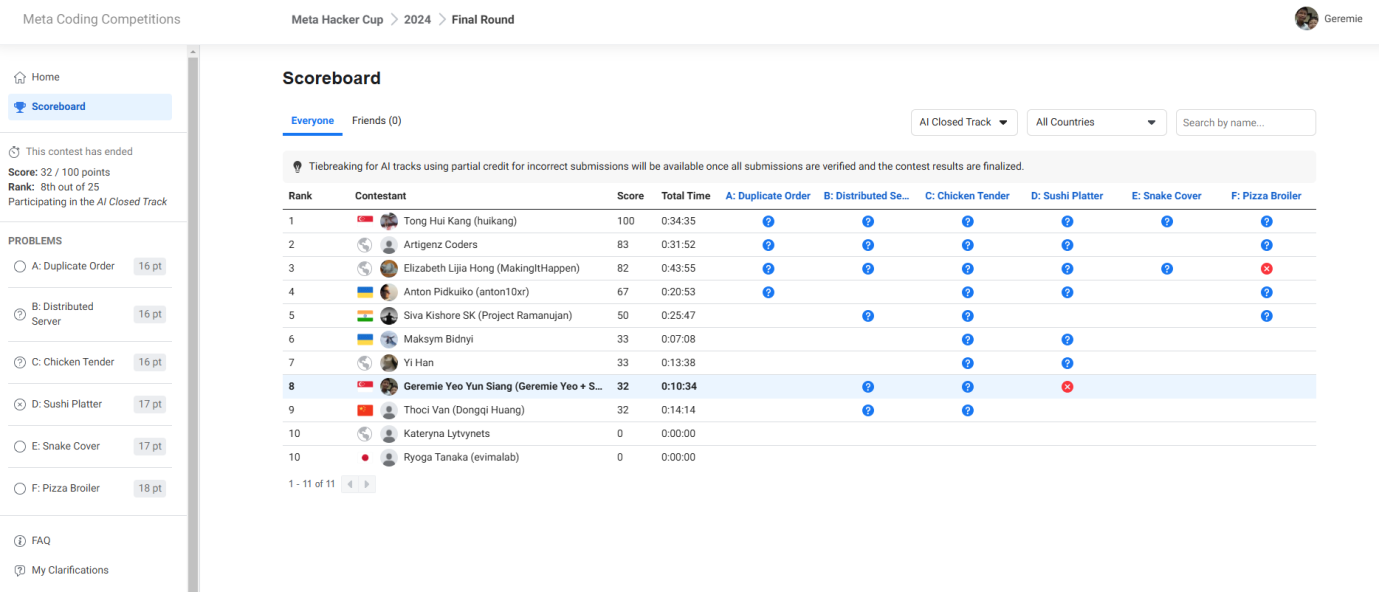 Meta Coding Competitions
Meta Hacker Cup 2024 Final Round
Geremie
Home
Scoreboard
This contest has ended
Score: 32 / 100 points
Rank: 8th out of 25
Participating in the AI Closed Track
PROBLEMS
A: Duplicate Order 16 pt
B: Distributed
Server
16 pt
C: Chicken Tender 16 pt
D: Sushi Platter 17 pt
E: Snake Cover 17 pt
F: Pizza Broiler 18 pt
FAQ
My Clarifications
Scoreboard
Everyone Friends (0)
AI Closed Track All Countries Search by name...
Tiebreaking for AI tracks using partial credit for incorrect submissions will be available once all submissions are verified and the contest results are finalized.
Rank Contestant Score Total Time A: Duplicate Order B: Distributed Se... C: Chicken Tender D: Sushi Platter E: Snake Cover F: Pizza Broiler
1 Tong Hui Kang (huikang) 100 0:34:35
2 Artigenz Coders 83 0:31:52
3 Elizabeth Lijia Hong (MakingItHappen) 82 0:43:55
4 Anton Pidkuiko (anton10xr) 67 0:20:53
5 Siva Kishore SK (Project Ramanujan) 50 0:25:47
6 Maksym Bidnyi 33 0:07:08
7 Yi Han 33 0:13:38
8 Geremie Yeo Yun Siang (Geremie Yeo + S... 32 0:10:34
9 Thoci Van (Dongqi Huang) 32 0:14:14
10 Kateryna Lytvynets 0 0:00:00
10 Ryoga Tanaka (evimalab) 0 0:00:00
1 - 11 of 11